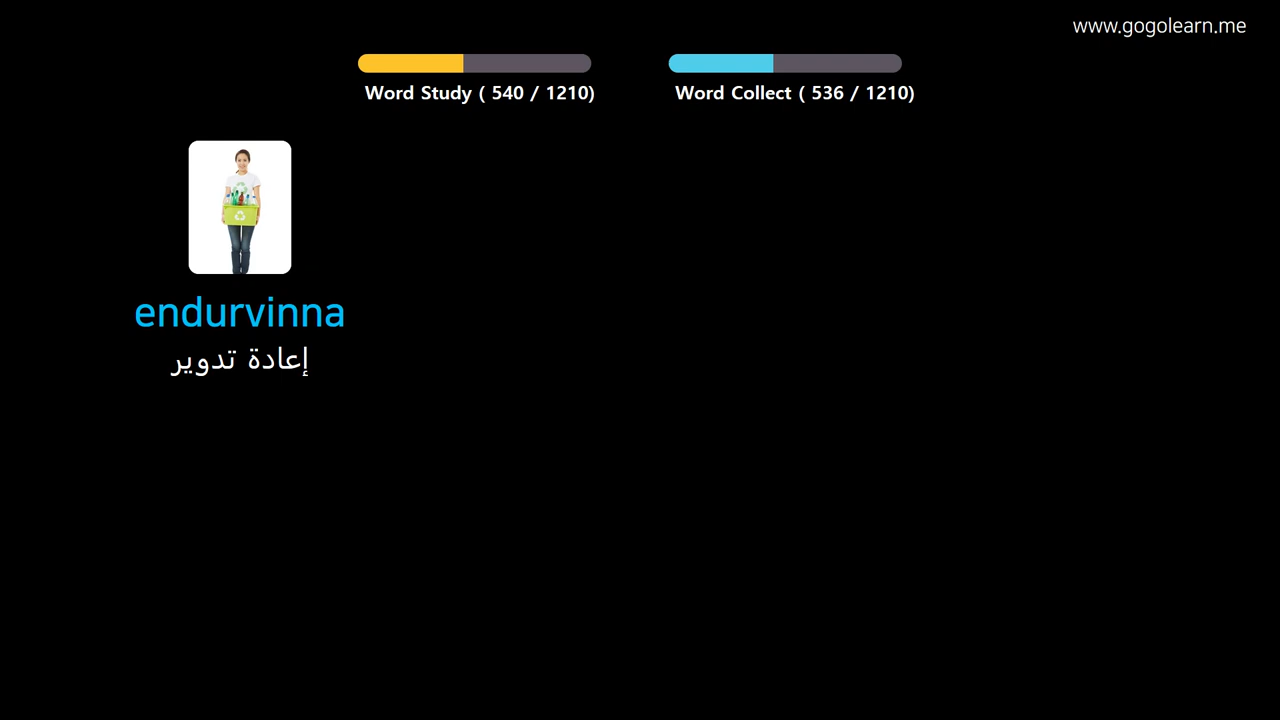 www.gogolearn.me
Word Study ( 540 / 1210)
Word Collect ( 536 / 1210)
endurvinna
إعادة تدوير